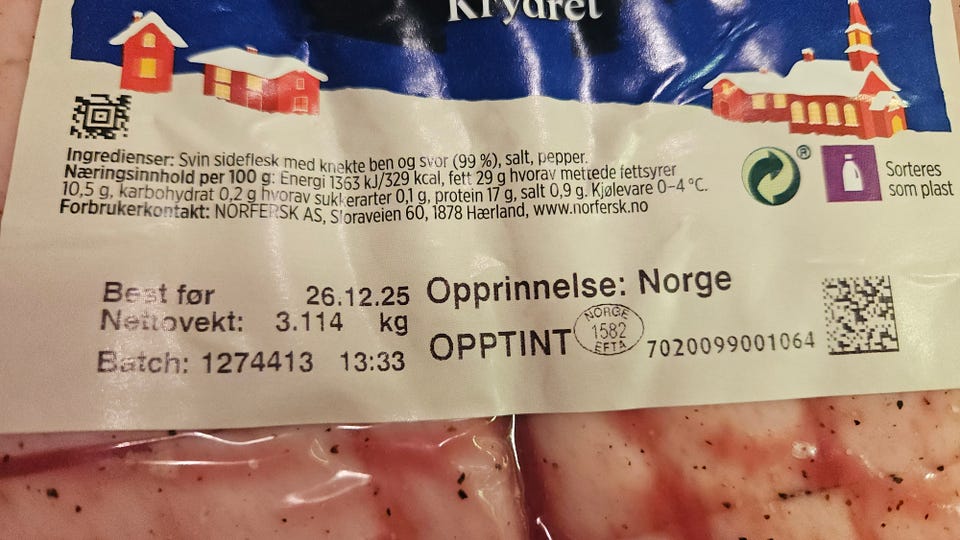 Krydret
Ingredienser: Svin sideflesk med knekte ben og svor (99 %), salt, pepper.
Næringsinnhold per 100 g: Energi 1363 kJ/329 kcal, fett 29 g hvorav mettede fettsyrer
10,5 g, karbohydrat 0,2 g hvorav sukkerarter 0,1 g, protein 17 g, salt 0,9 g. Kjølevare 0–4 °C.
Forbrukerkontakt: NORFERSK AS, Storaveien 60, 1878 Hærland, www.norfersk.no
®
Sorteres
som plast
Best før 26.12.25
Nettovekt: 3.114 kg
Batch: 1274413 13:33
Opprinnelse: Norge
OPPTINT
NORGE
1582
EFTA
7020099001064